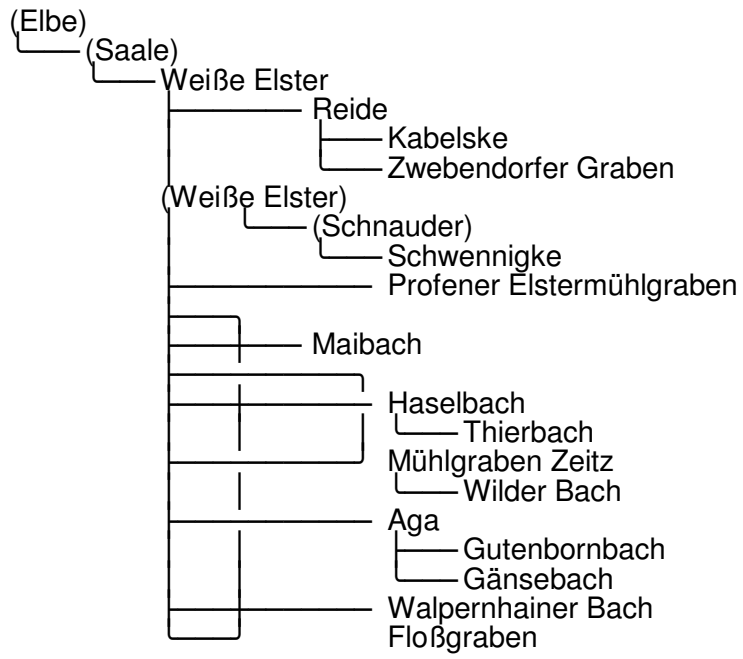 (Elbe)
(Saale)
Weiße Elster
Reide
Kabelske
Zwebendorfer Graben
(Weiße Elster)
(Schnauder)
Schwennigke
Profener Elstermühlgraben
Maibach
Haselbach
Thierbach
Mühlgraben Zeitz
Wilder Bach
Aga
Gutenbornbach
Gänsebach
Walpernhainer Bach
Floßgraben